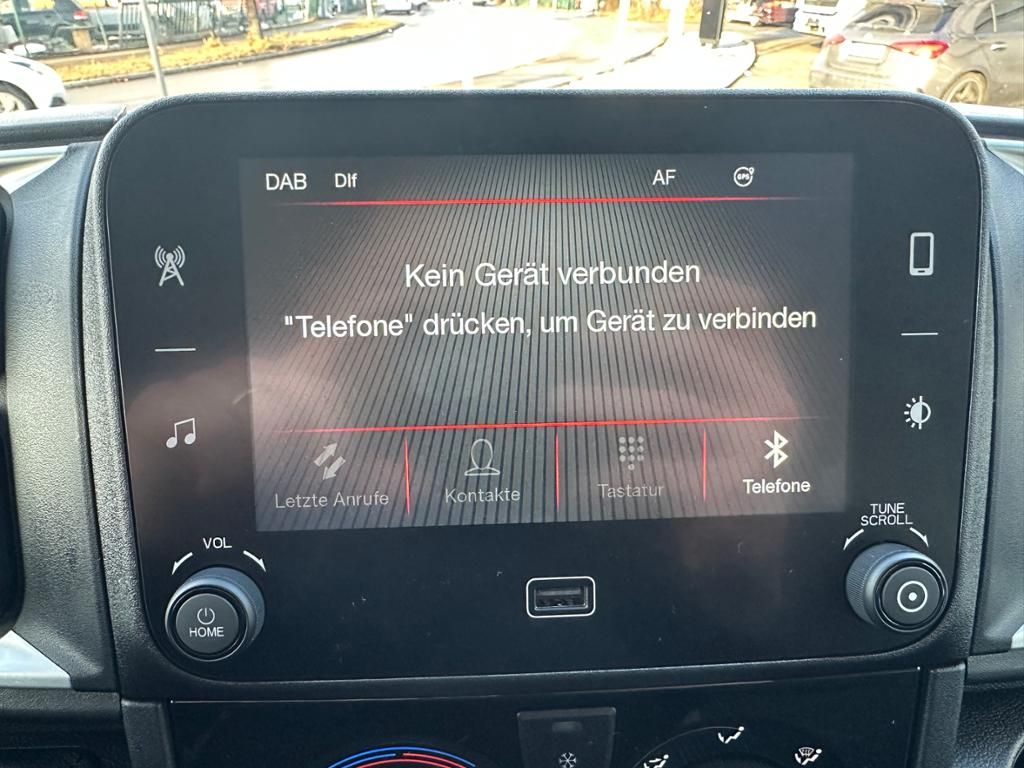 DAB Dlf AF GPS
Kein Gerät verbunden
"Telefone" drücken, um Gerät zu verbinden
Letzte Anrufe Kontakte Tastatur Telefone
VOL
HOME
TUNE
SCROLL